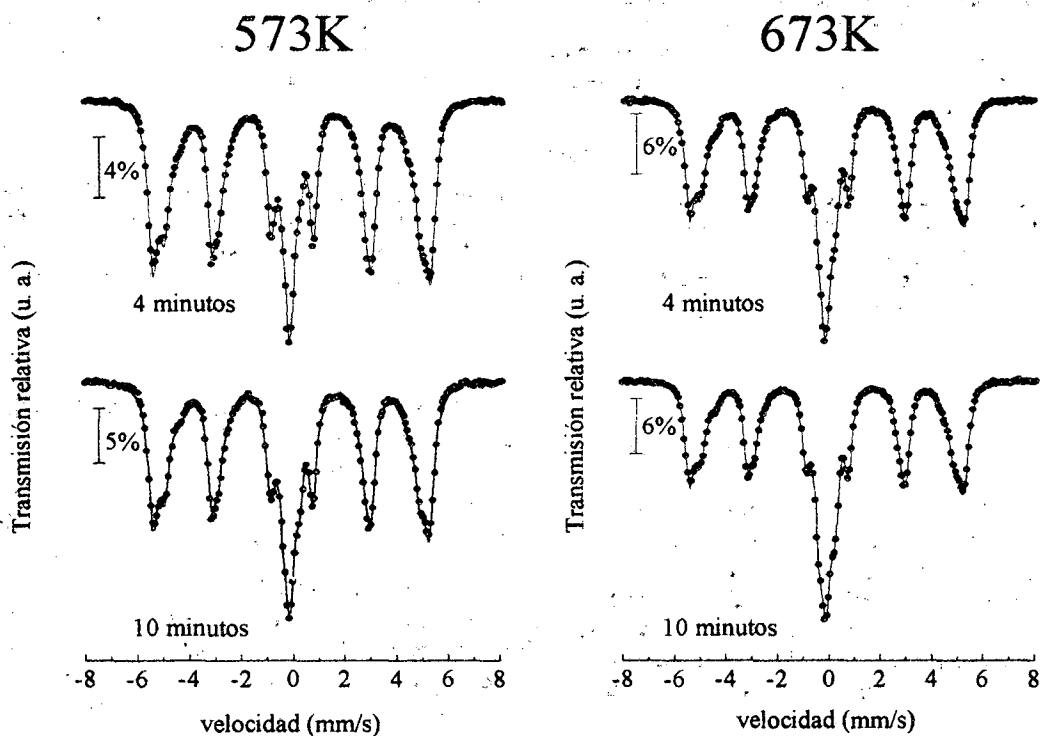 573K
4%
4 minutos
5%
10 minutos
Transmisión relativa (u. a.)
-8 -6 -4 -2 0 2 4 6 8
velocidad (mm/s)
673K
6%
4 minutos
6%
10 minutos
Transmisión relativa (u. a.)
-8 -6 -4 -2 0 2 4 6 8
velocidad (mm/s)